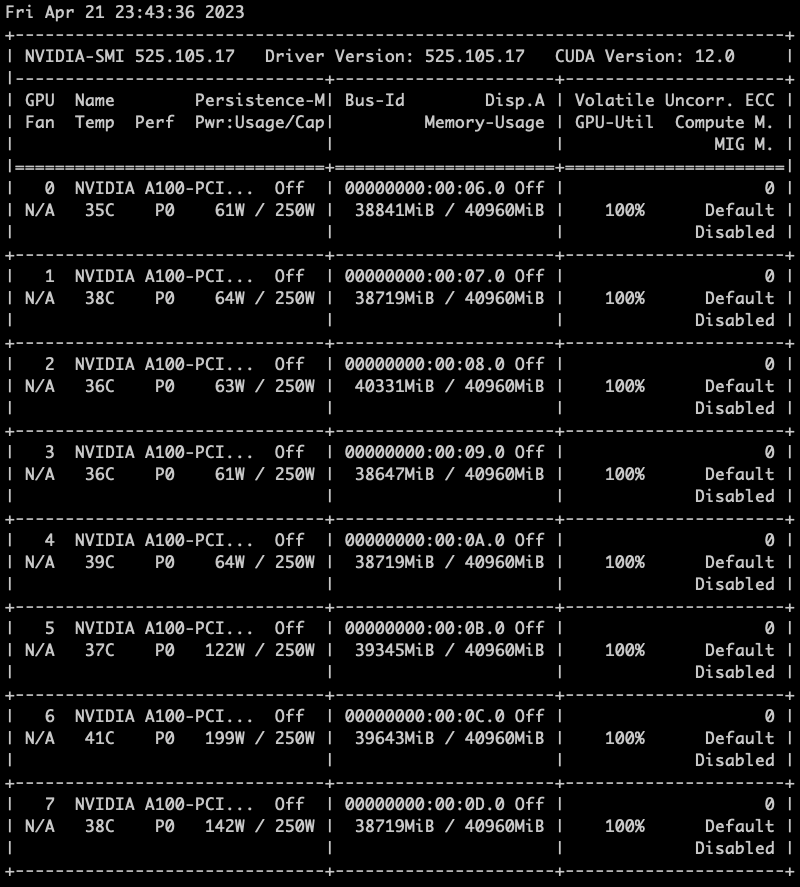 Fri Apr 21 23:43:36 2023
+-----------------------------------------------------------------------------+
| NVIDIA-SMI 525.105.17   Driver Version: 525.105.17   CUDA Version: 12.0     |
|-------------------------------+----------------------+----------------------+
| GPU  Name        Persistence-M| Bus-Id        Disp.A | Volatile Uncorr. ECC |
| Fan  Temp  Perf  Pwr:Usage/Cap|         Memory-Usage | GPU-Util  Compute M. |
|                               |                      |               MIG M. |
|===============================+======================+======================|
|   0  NVIDIA A100-PCI...  Off  | 00000000:00:06.0 Off |                    0 |
| N/A   35C    P0    61W / 250W |  38841MiB / 40960MiB |    100%      Default |
|                               |                      |             Disabled |
+-------------------------------+----------------------+----------------------+
|   1  NVIDIA A100-PCI...  Off  | 00000000:00:07.0 Off |                    0 |
| N/A   38C    P0    64W / 250W |  38719MiB / 40960MiB |    100%      Default |
|                               |                      |             Disabled |
+-------------------------------+----------------------+----------------------+
|   2  NVIDIA A100-PCI...  Off  | 00000000:00:08.0 Off |                    0 |
| N/A   36C    P0    63W / 250W |  40331MiB / 40960MiB |    100%      Default |
|                               |                      |             Disabled |
+-------------------------------+----------------------+----------------------+
|   3  NVIDIA A100-PCI...  Off  | 00000000:00:09.0 Off |                    0 |
| N/A   36C    P0    61W / 250W |  38647MiB / 40960MiB |    100%      Default |
|                               |                      |             Disabled |
+-------------------------------+----------------------+----------------------+
|   4  NVIDIA A100-PCI...  Off  | 00000000:00:0A.0 Off |                    0 |
| N/A   39C    P0    64W / 250W |  38719MiB / 40960MiB |    100%      Default |
|                               |                      |             Disabled |
+-------------------------------+----------------------+----------------------+
|   5  NVIDIA A100-PCI...  Off  | 00000000:00:0B.0 Off |                    0 |
| N/A   37C    P0   122W / 250W |  39345MiB / 40960MiB |    100%      Default |
|                               |                      |             Disabled |
+-------------------------------+----------------------+----------------------+
|   6  NVIDIA A100-PCI...  Off  | 00000000:00:0C.0 Off |                    0 |
| N/A   41C    P0   199W / 250W |  39643MiB / 40960MiB |    100%      Default |
|                               |                      |             Disabled |
+-------------------------------+----------------------+----------------------+
|   7  NVIDIA A100-PCI...  Off  | 00000000:00:0D.0 Off |                    0 |
| N/A   38C    P0   142W / 250W |  38719MiB / 40960MiB |    100%      Default |
|                               |                      |             Disabled |
+-------------------------------+----------------------+----------------------+